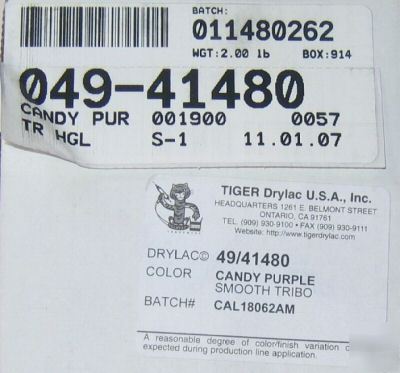 BATCH:
011480262
WGT:2.00 lb BOX:914
049-41480
CANDY PUR 001900 0057
TR HGL S-1 11.01.07
TIGER Drylac U.S.A., Inc.
HEADQUARTERS 1261 E. BELMONT STREET
ONTARIO, CA 91761
TEL. (909) 930-9100 • FAX (909) 930-9111
Website: http://www.tigerdrylac.com
DRYLAC© 49/41480
COLOR CANDY PURPLE
SMOOTH TRIBO
BATCH# CAL18062AM
A reasonable degree of color/finish variation
expected during production line application.